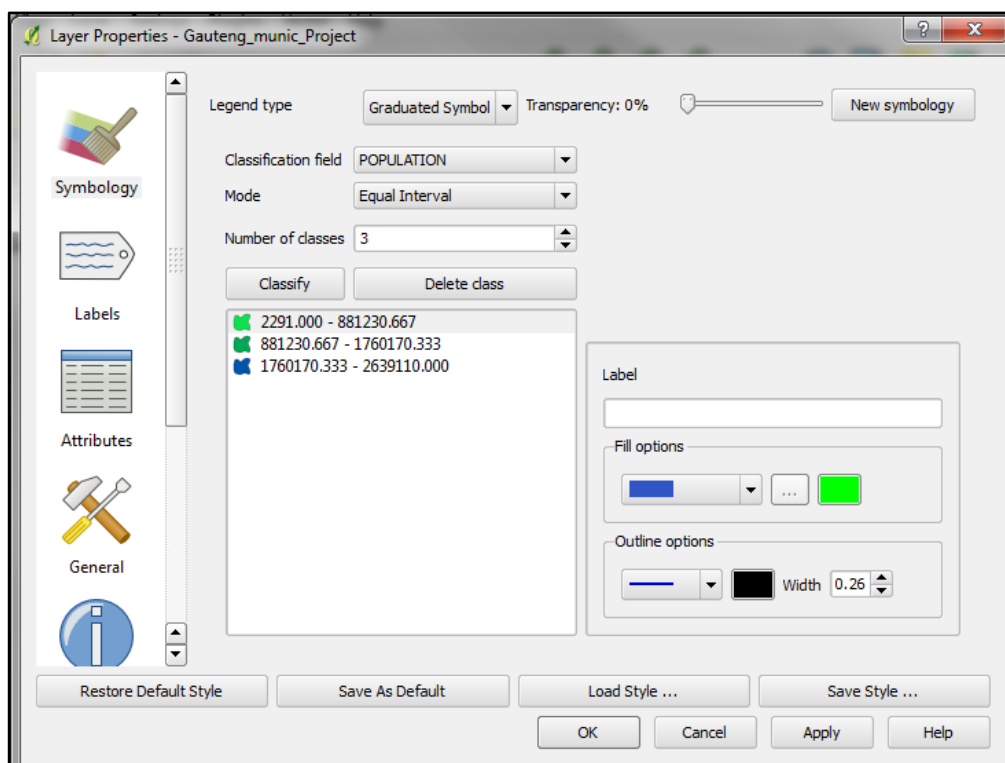 Layer Properties - Gauteng_munic_Project
Legend type Graduated Symbol Transparency: 0% New symbology
Classification field POPULATION
Mode Equal Interval
Number of classes 3
Classify Delete class
2291.000 - 881230.667
881230.667 - 1760170.333
1760170.333 - 2639110.000
Symbology
Labels
Attributes
General
Label
Fill options
...
Outline options
Width 0.26
Restore Default Style Save As Default Load Style ... Save Style ...
OK Cancel Apply Help